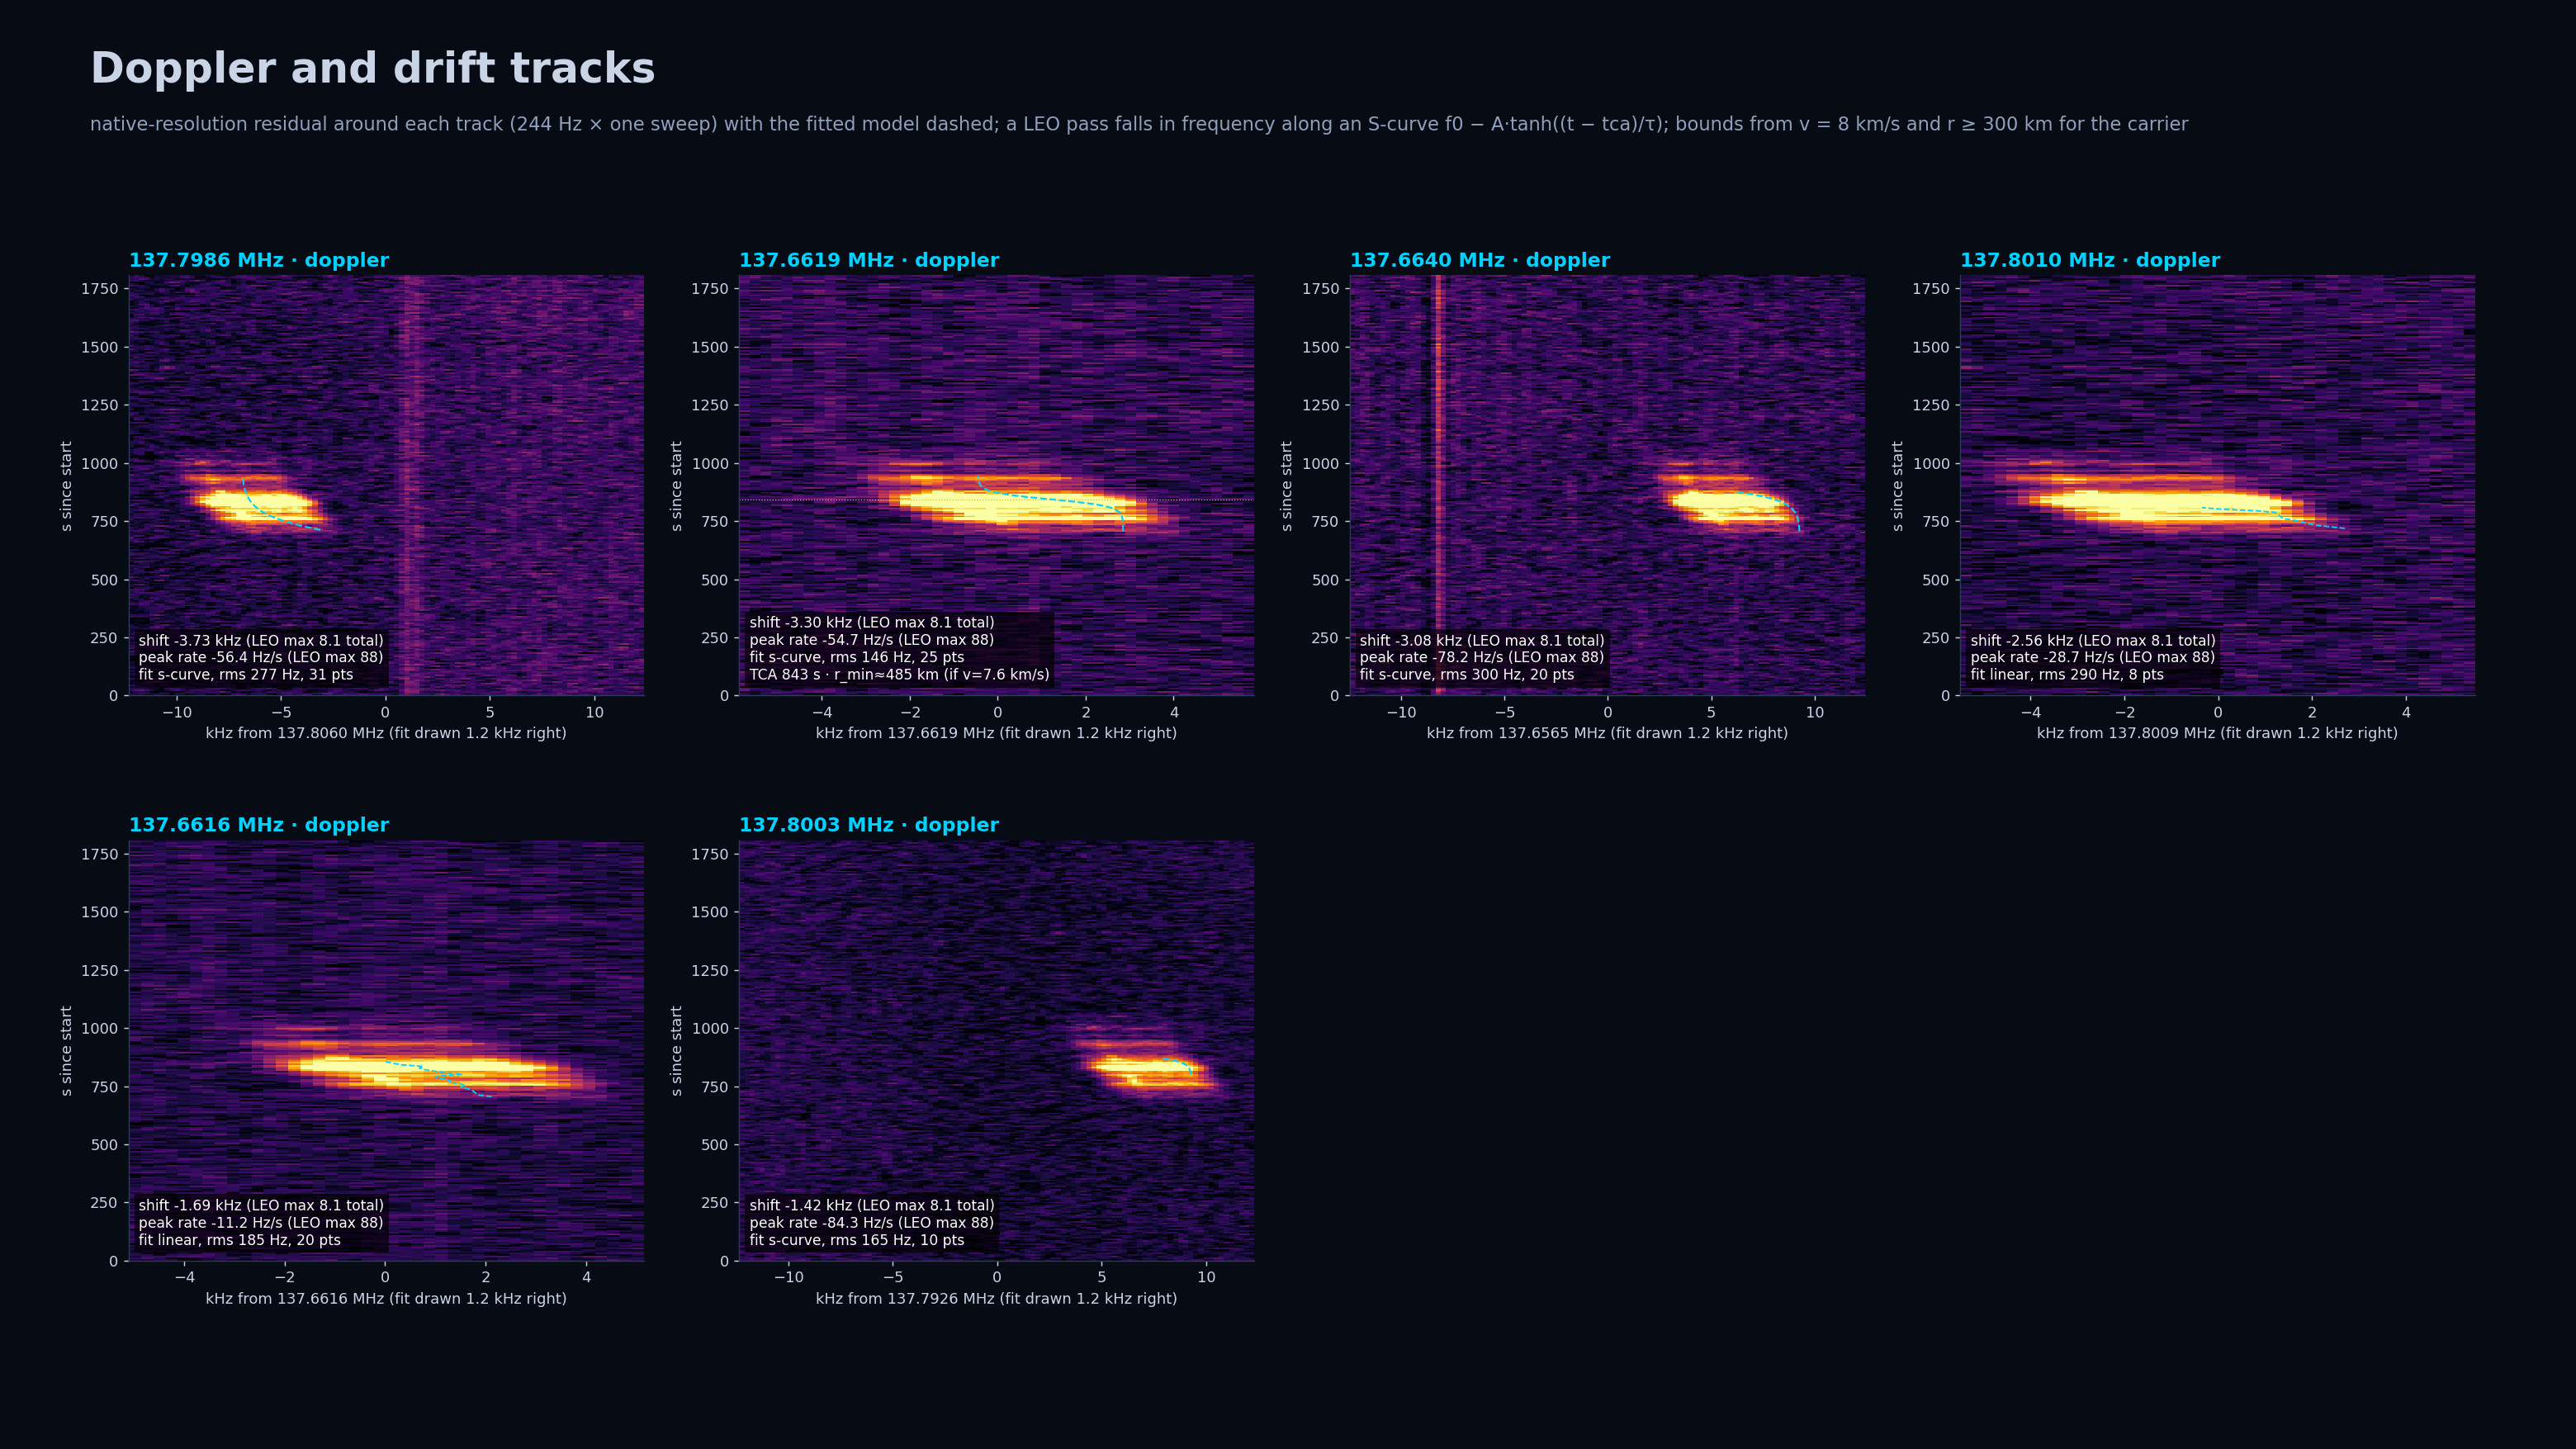 Doppler and drift tracks
native-resolution residual around each track (244 Hz × one sweep) with the fitted model dashed; a LEO pass falls in frequency along an S-curve f0 − A·tanh((t − tca)/τ); bounds from v = 8 km/s and r ≥ 300 km for the carrier
137.7986 MHz · doppler
1750
1500
1250
1000
750
500
250
0
s since start
shift -3.73 kHz (LEO max 8.1 total)
peak rate -56.4 Hz/s (LEO max 88)
fit s-curve, rms 277 Hz, 31 pts
−10 −5 0 5 10
kHz from 137.8060 MHz (fit drawn 1.2 kHz right)
137.6619 MHz · doppler
1750
1500
1250
1000
750
500
250
0
s since start
shift -3.30 kHz (LEO max 8.1 total)
peak rate -54.7 Hz/s (LEO max 88)
fit s-curve, rms 146 Hz, 25 pts
TCA 843 s · r_min≈485 km (if v=7.6 km/s)
−4 −2 0 2 4
kHz from 137.6619 MHz (fit drawn 1.2 kHz right)
137.6640 MHz · doppler
1750
1500
1250
1000
750
500
250
0
s since start
shift -3.08 kHz (LEO max 8.1 total)
peak rate -78.2 Hz/s (LEO max 88)
fit s-curve, rms 300 Hz, 20 pts
−10 −5 0 5 10
kHz from 137.6565 MHz (fit drawn 1.2 kHz right)
137.8010 MHz · doppler
1750
1500
1250
1000
750
500
250
0
s since start
shift -2.56 kHz (LEO max 8.1 total)
peak rate -28.7 Hz/s (LEO max 88)
fit linear, rms 290 Hz, 8 pts
−4 −2 0 2 4
kHz from 137.8009 MHz (fit drawn 1.2 kHz right)
137.6616 MHz · doppler
1750
1500
1250
1000
750
500
250
0
s since start
shift -1.69 kHz (LEO max 8.1 total)
peak rate -11.2 Hz/s (LEO max 88)
fit linear, rms 185 Hz, 20 pts
−4 −2 0 2 4
kHz from 137.6616 MHz (fit drawn 1.2 kHz right)
137.8003 MHz · doppler
1750
1500
1250
1000
750
500
250
0
s since start
shift -1.42 kHz (LEO max 8.1 total)
peak rate -84.3 Hz/s (LEO max 88)
fit s-curve, rms 165 Hz, 10 pts
−10 −5 0 5 10
kHz from 137.7926 MHz (fit drawn 1.2 kHz right)